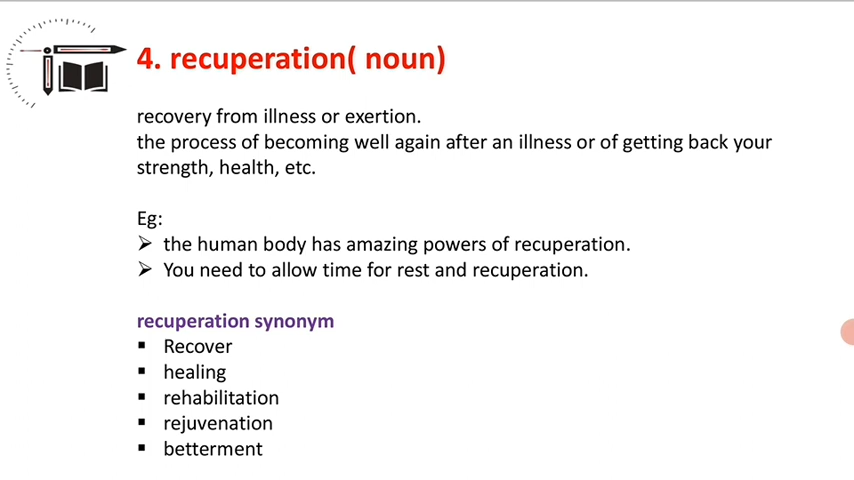 4. recuperation( noun)
recovery from illness or exertion.
the process of becoming well again after an illness or of getting back your
strength, health, etc.
Eg:
➢ the human body has amazing powers of recuperation.
➢ You need to allow time for rest and recuperation.
recuperation synonym
▪ Recover
▪ healing
▪ rehabilitation
▪ rejuvenation
▪ betterment